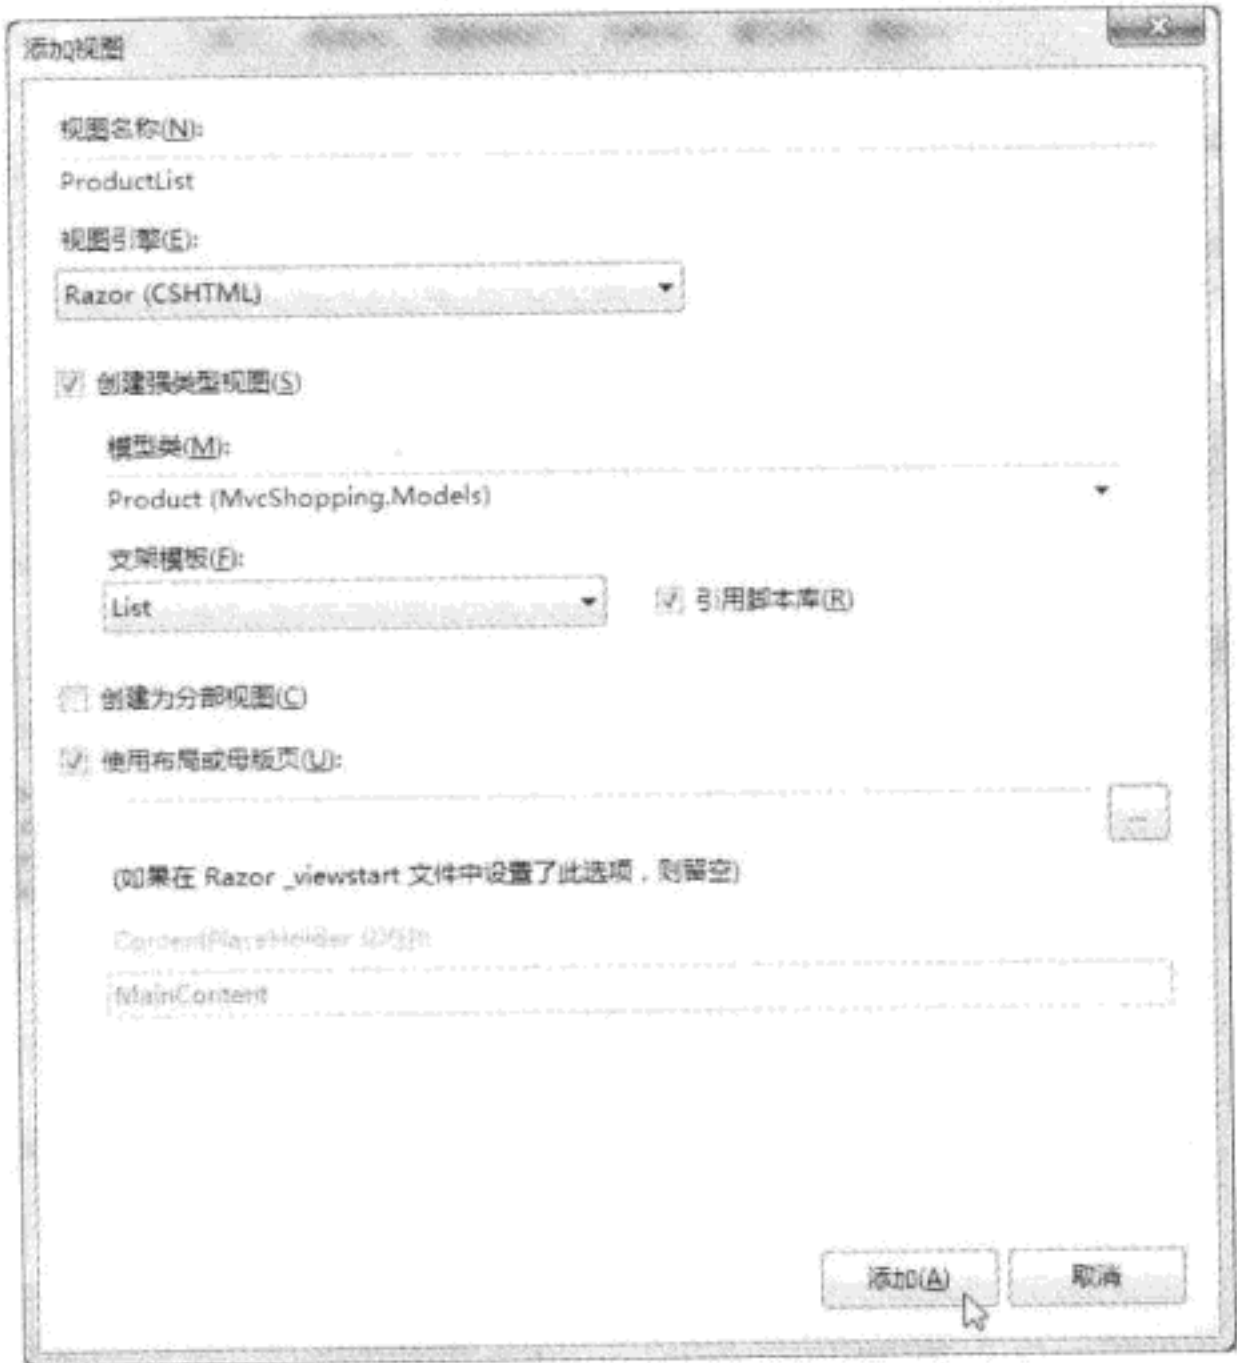 添加视图
视图名称(N):
ProductList
视图引擎(E):
Razor (CSHTML)
创建强类型视图(S)
模型类(M):
Product (MvcShopping.Models)
支架模板(F):
List
引用脚本库(R)
创建为分部视图(C)
使用布局或母版页(U):
...
(如果在 Razor _viewstart 文件中设置了此选项，则留空)
ContentPlaceHolder
MainContent
添加(A)
取消